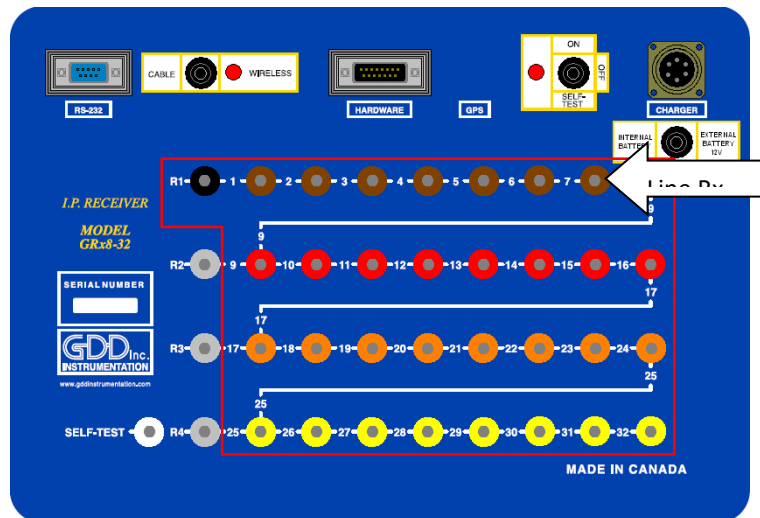 ON
CABLE WIRELESS OFF
SELF-
TEST
RS-232 HARDWARE GPS CHARGER
INTERNAL EXTERNAL
BATTERY
12V
R1 1 2 3 4 5 6 7
I.P. RECEIVER
MODEL
GRx8-32
9
9
R2 9 10 11 12 13 14 15 16
SERIAL NUMBER
17
17
GDD Inc.
INSTRUMENTATION
R3 17 18 19 20 21 22 23 24
www.gddinstrumentation.com
25
25
SELF-TEST R4 25 26 27 28 29 30 31 32
MADE IN CANADA